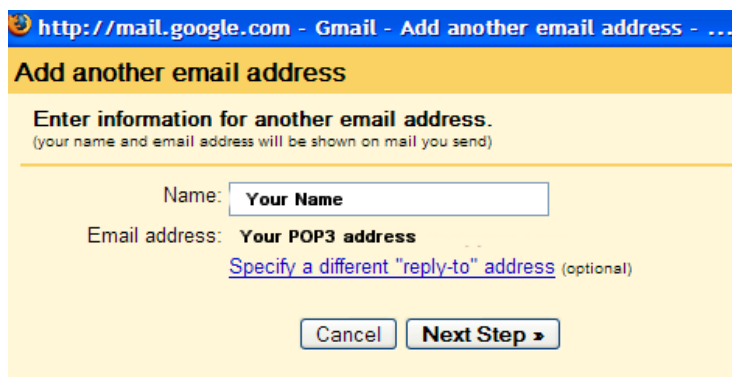 http://mail.google.com - Gmail - Add another email address - ...
Add another email address
Enter information for another email address.
(your name and email address will be shown on mail you send)
Name: Your Name
Email address: Your POP3 address
Specify a different "reply-to" address (optional)
Cancel Next Step »